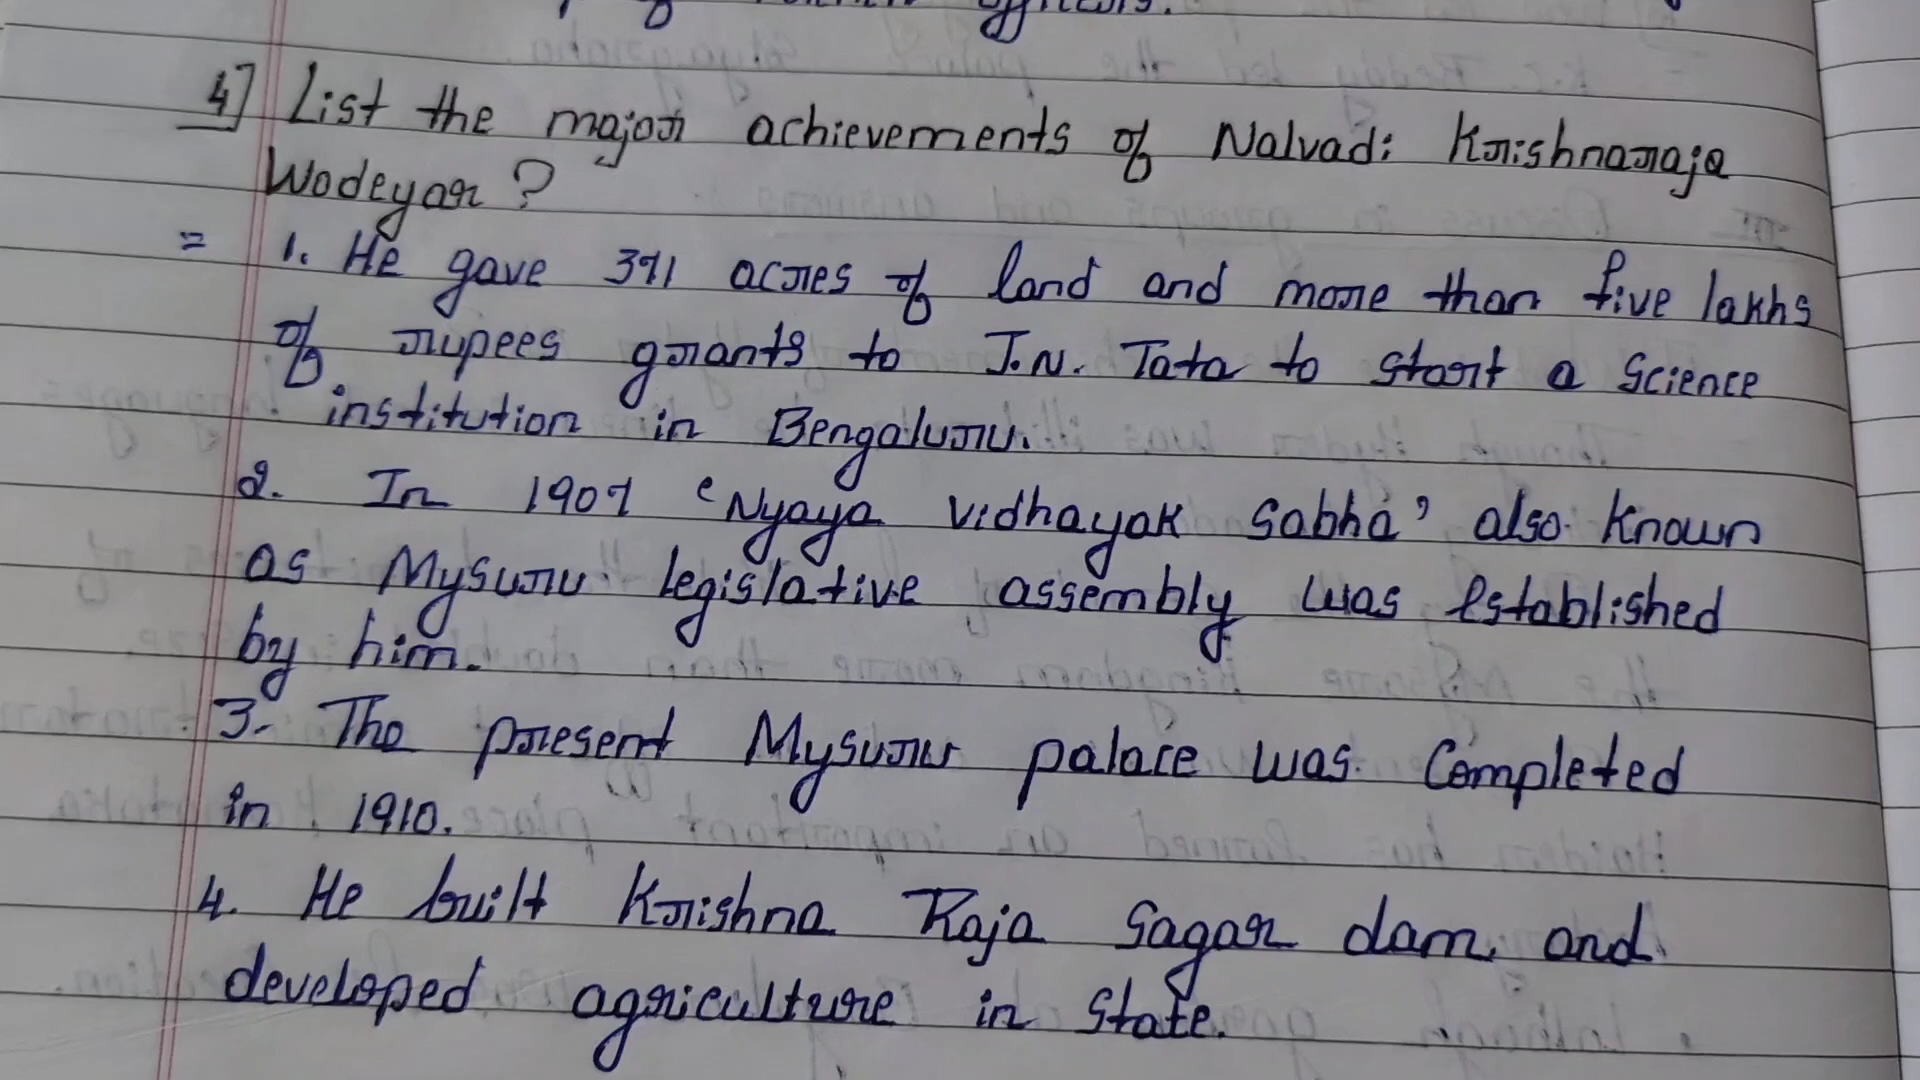 officers.
4] List the major achievements of Nalvadi Krishnaraja
Wodeyar ?
= 1. He gave 371 acres of land and more than five lakhs
of rupees grants to J.N. Tata to start a Science
institution in Bengaluru.
2. In 1907 'Nyaya vidhayak Sabha' also known
as Mysuru legislative assembly was established
by him.
3. The present Mysuru palace was Completed
in 1910.
4. He built Krishna Raja Sagar dam and
developed agriculture in State.